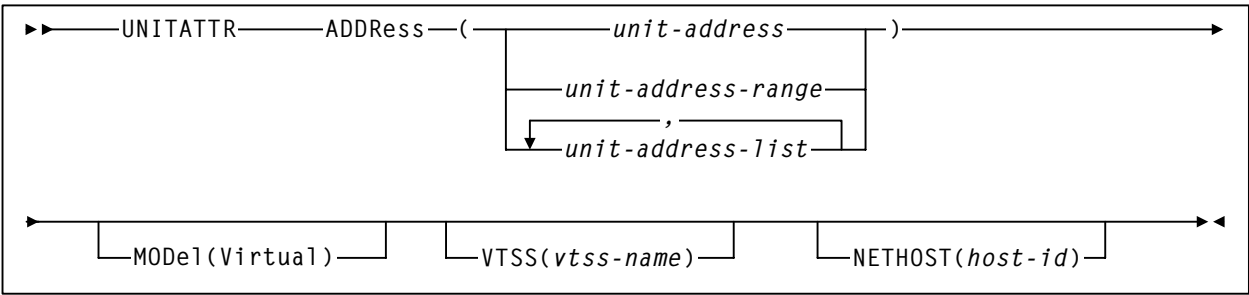 UNITATTR ADDRess ( unit-address )
unit-address-range
,
unit-address-list
MODel(Virtual) VTSS(vtss-name) NETHOST(host-id)